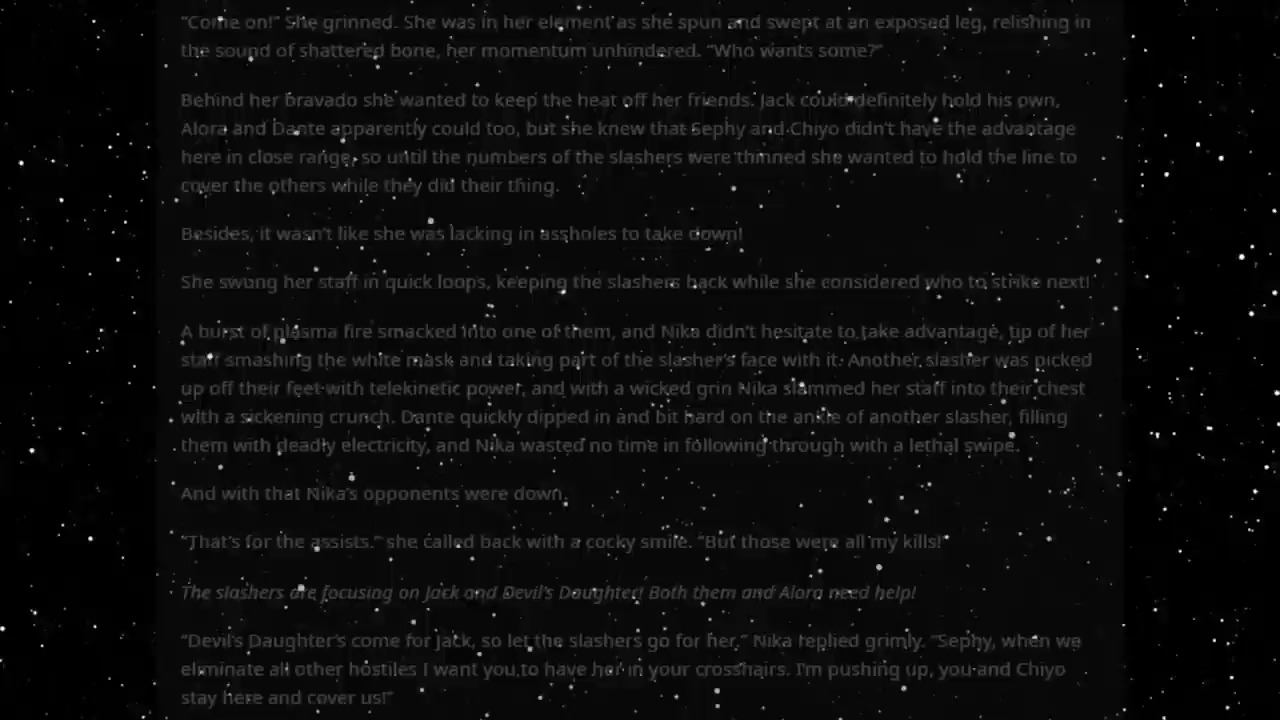 “Come on!” She grinned. She was in her element as she spun and swept at an exposed leg, relishing in
the sound of shattered bone, her momentum unhindered. “Who wants some?”
Behind her bravado she wanted to keep the heat off her friends. Jack could definitely hold his own,
Alora and Dante apparently could too, but she knew that Sephy and Chiyo didn’t have the advantage
here in close range, so until the numbers of the slashers were thinned she wanted to hold the line to
cover the others while they did their thing.
Besides, it wasn’t like she was lacking in assholes to take down!
She swung her staff in quick loops, keeping the slashers back while she considered who to strike next!
A burst of plasma fire smacked into one of them, and Nika didn’t hesitate to take advantage, tip of her
staff smashing the white mask and taking part of the slasher’s face with it. Another slasher was picked
up off their feet with telekinetic power, and with a wicked grin Nika slammed her staff into their chest
with a sickening crunch. Dante quickly dipped in and bit hard on the ankle of another slasher, filling
them with deadly electricity, and Nika wasted no time in following through with a lethal swipe.
And with that Nika’s opponents were down.
“That’s for the assists.” she called back with a cocky smile. “But those were all my kills!”
The slashers are focusing on Jack and Devil’s Daughter! Both them and Alora need help!
“Devil’s Daughter’s come for Jack, so let the slashers go for her,” Nika replied grimly. “Sephy, when we
eliminate all other hostiles I want you to have her in your crosshairs. I’m pushing up, you and Chiyo
stay here and cover us!”